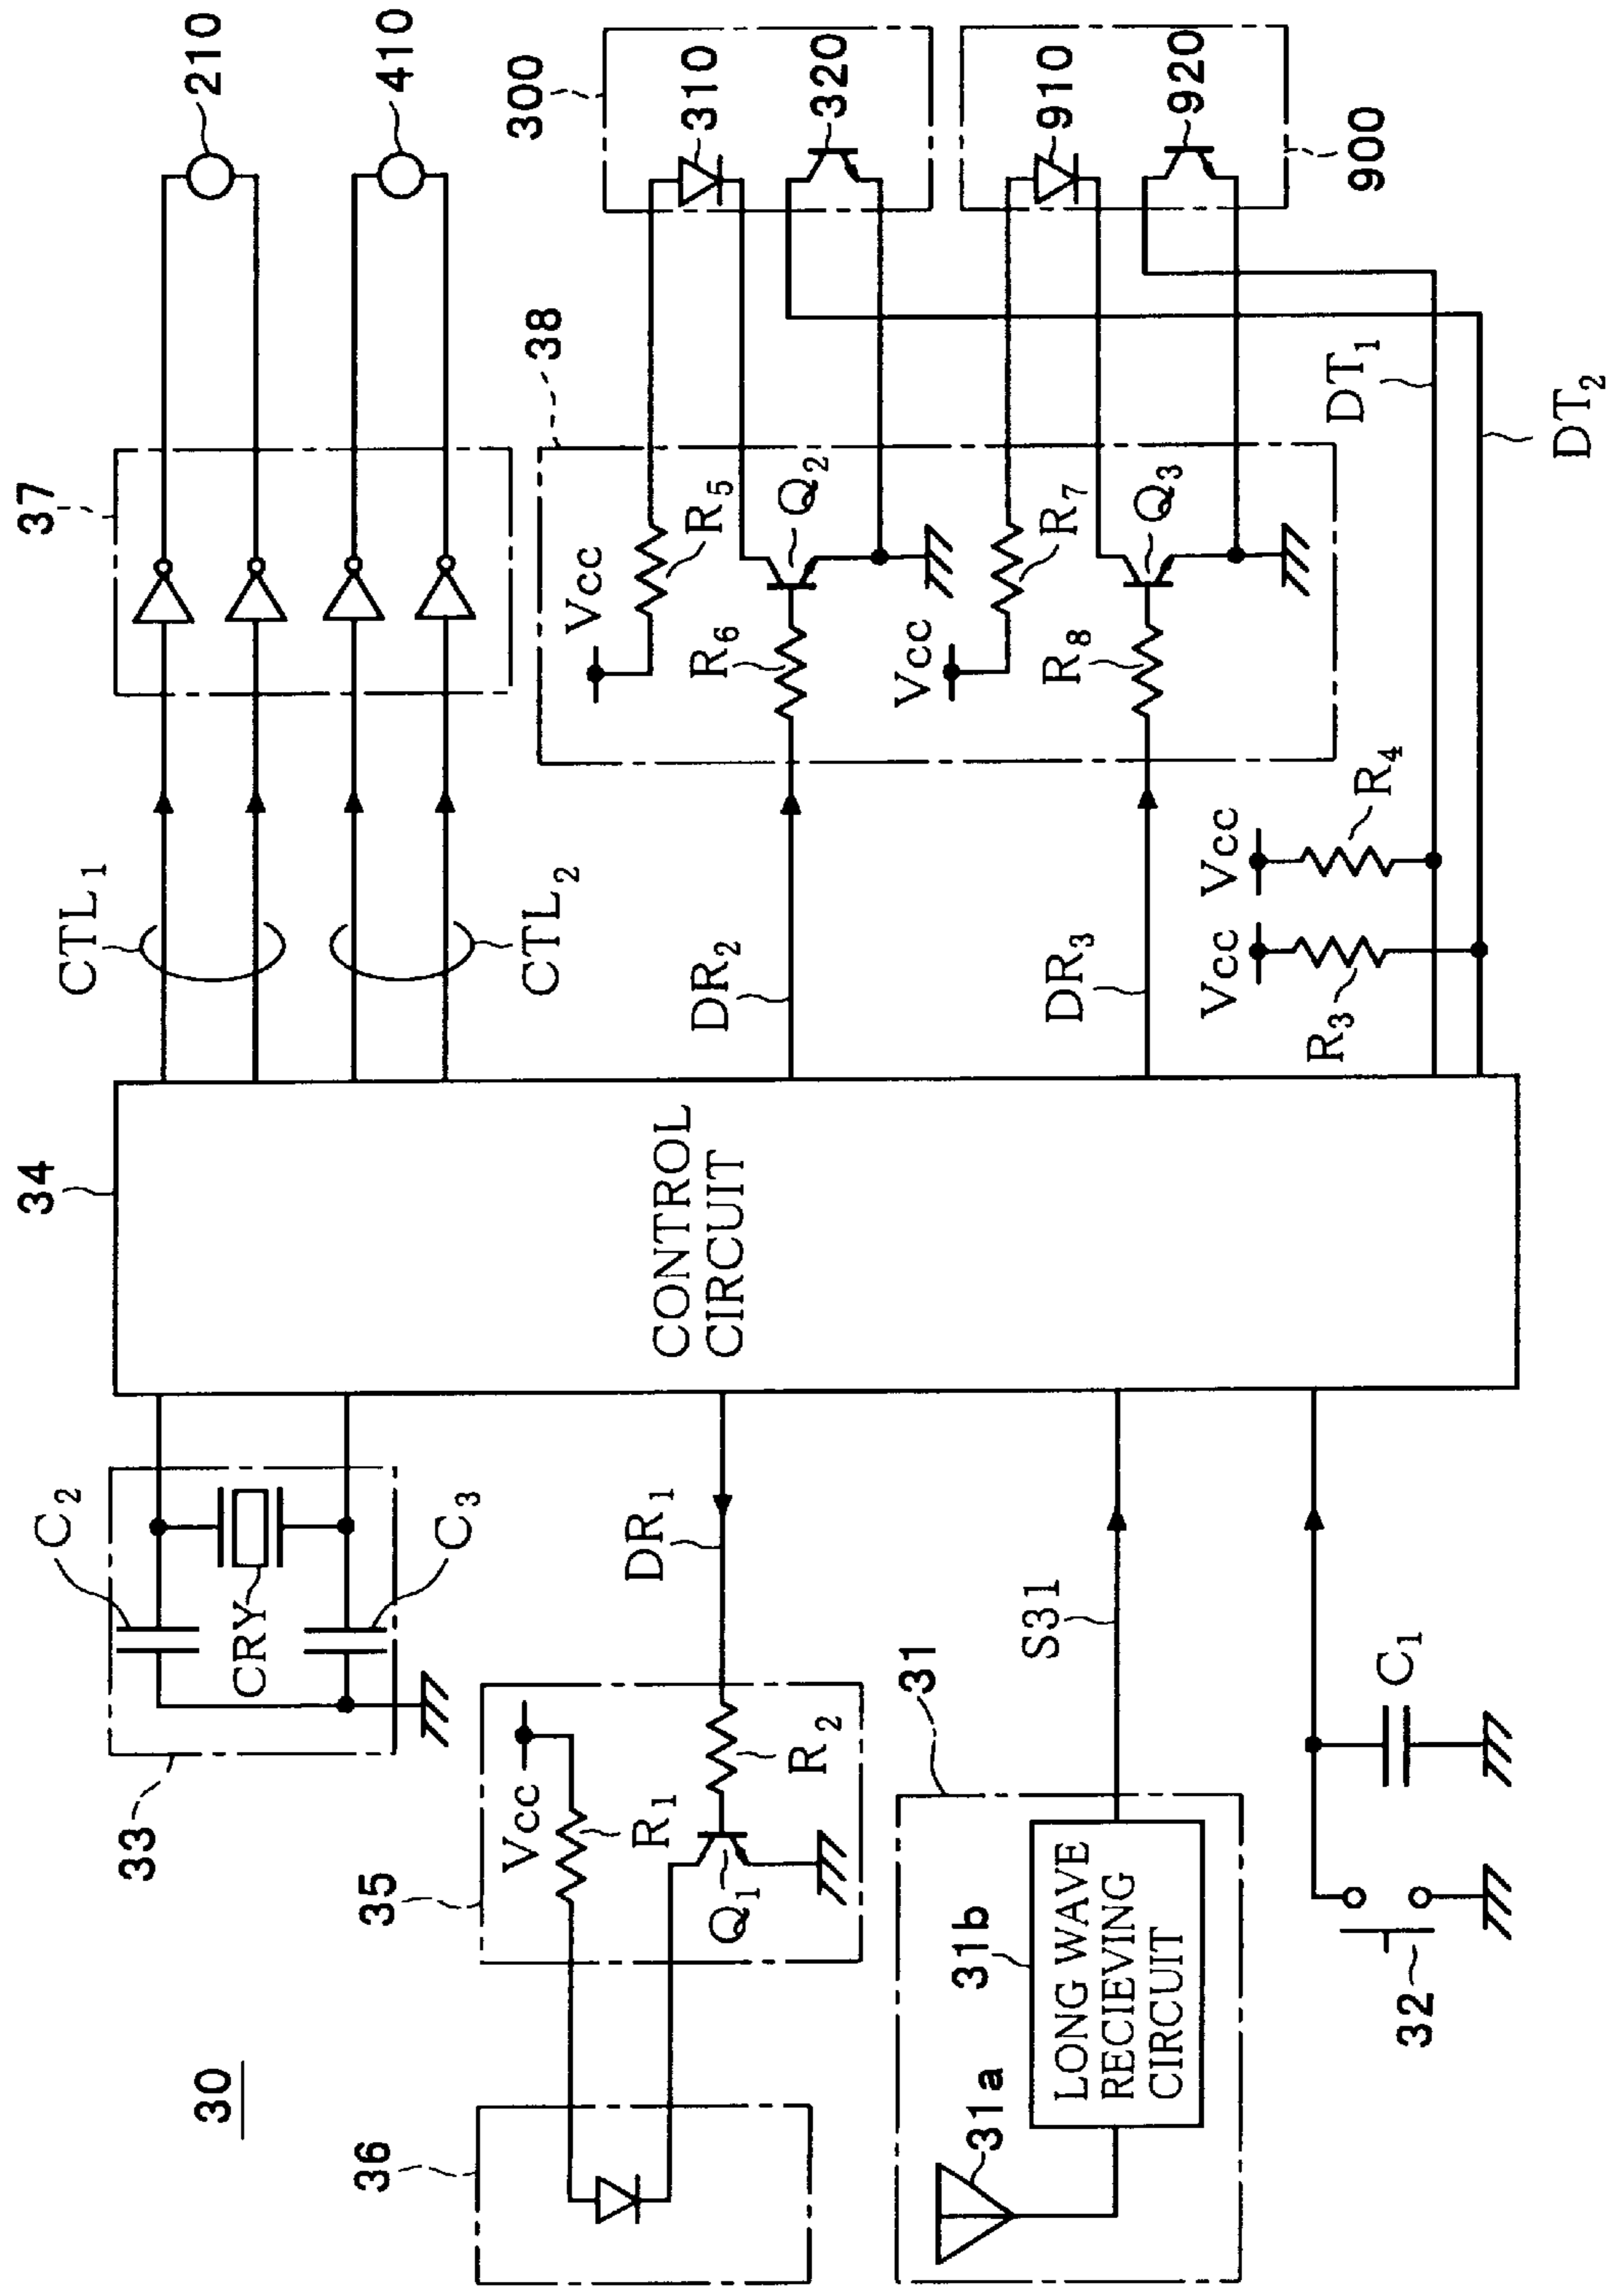 30
36
31a
31b
LONG WAVE
RECIEVING
CIRCUIT
31
S31
32
C1
35
Vcc
R1
Q1
R2
DR1
33
C2
CRY
C3
34
CONTROL
CIRCUIT
CTL1
CTL2
37
210
410
DR2
DR3
38
Vcc
R5
R6
Q2
Vcc
R7
R8
Q3
300
310
320
910
920
900
Vcc
R3
Vcc
R4
DT1
DT2